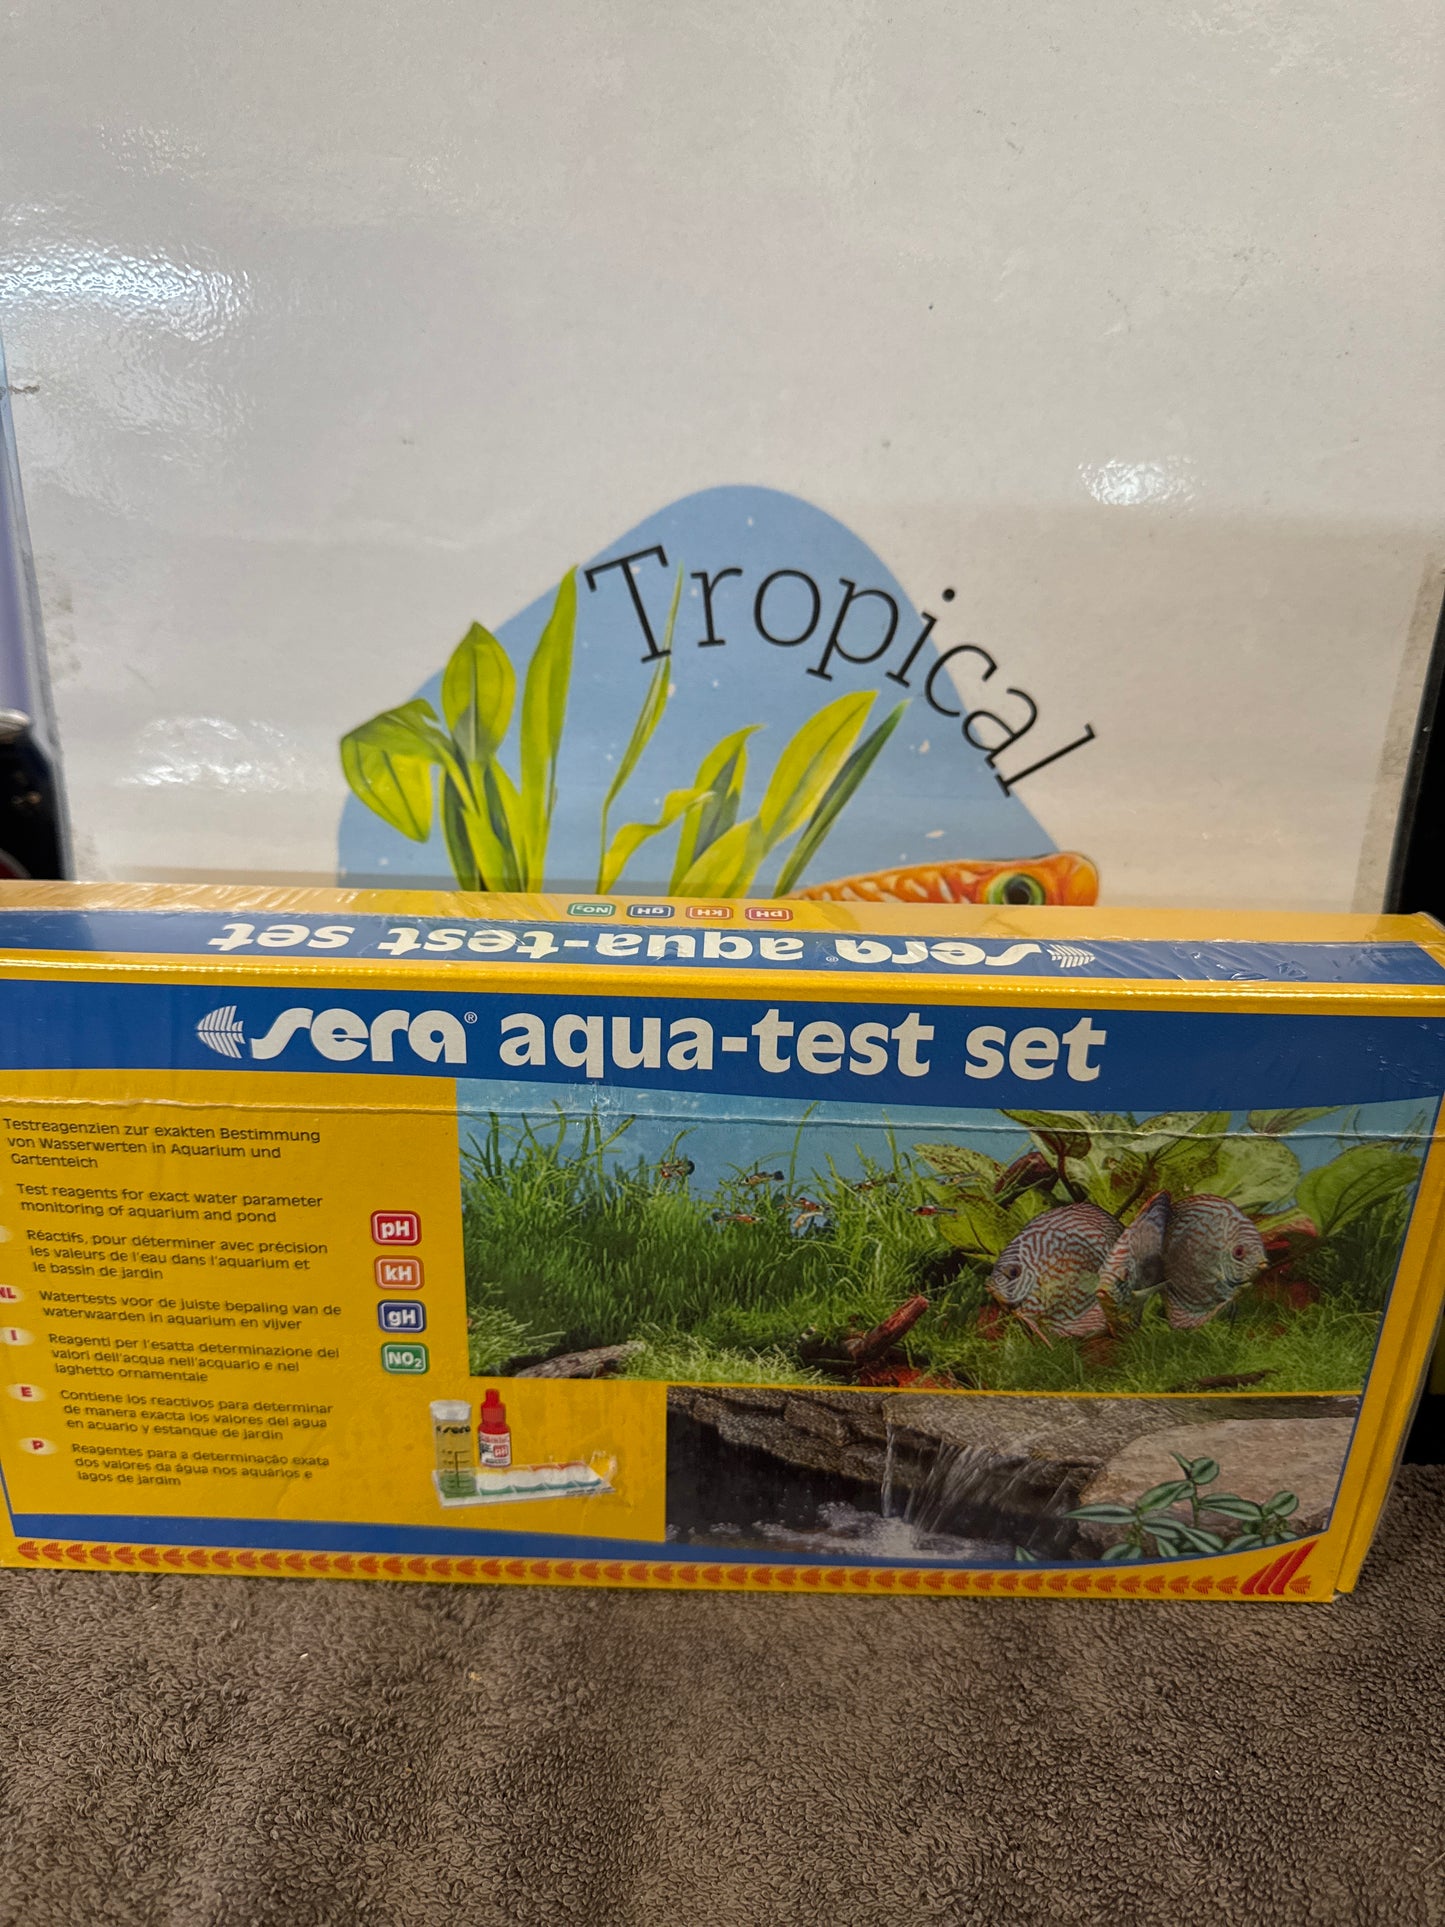 Tropical
NO₂ gH kH pH
sera® aqua-test set
sera® aqua-test set
Testreagenzien zur exakten Bestimmung
von Wasserwerten in Aquarium und
Gartenteich
Test reagents for exact water parameter
monitoring of aquarium and pond
Réactifs, pour déterminer avec précision
les valeurs de l'eau dans l'aquarium et
le bassin de jardin
NL Watertests voor de juiste bepaling van de
waterwaarden in aquarium en vijver
I Reagenti per l'esatta determinazione dei
valori dell'acqua nell'acquario e nel
laghetto ornamentale
E Contiene los reactivos para determinar
de manera exacta los valores del agua
en acuario y estanque de jardín
P Reagentes para a determinação exata
dos valores da água nos aquários e
lagos de jardim
pH
kH
gH
NO₂
sera
pH